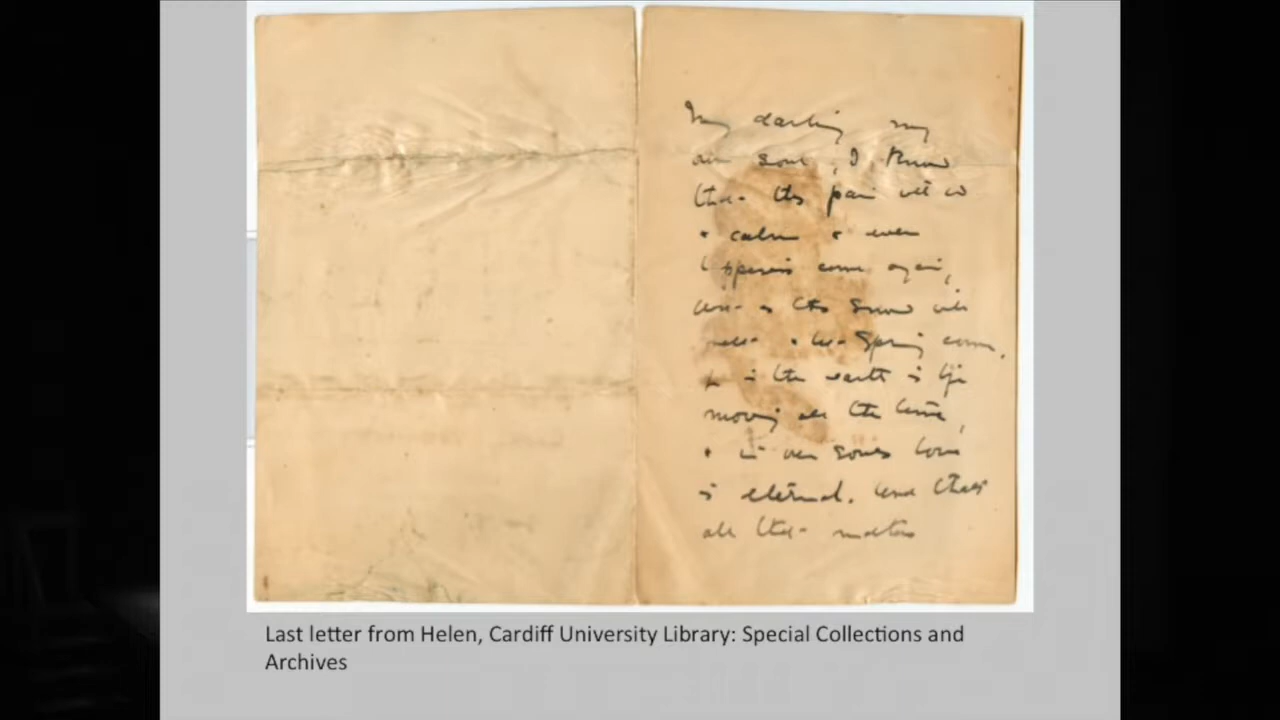 My darling my
own soul, I know
that this pain will go
+ calm + even
happiness come again,
just as this snow will
melt + the Spring come,
in the earth is life
moving all the time,
+ in our souls love
is eternal. And that's
all that matters
Last letter from Helen, Cardiff University Library: Special Collections and
Archives